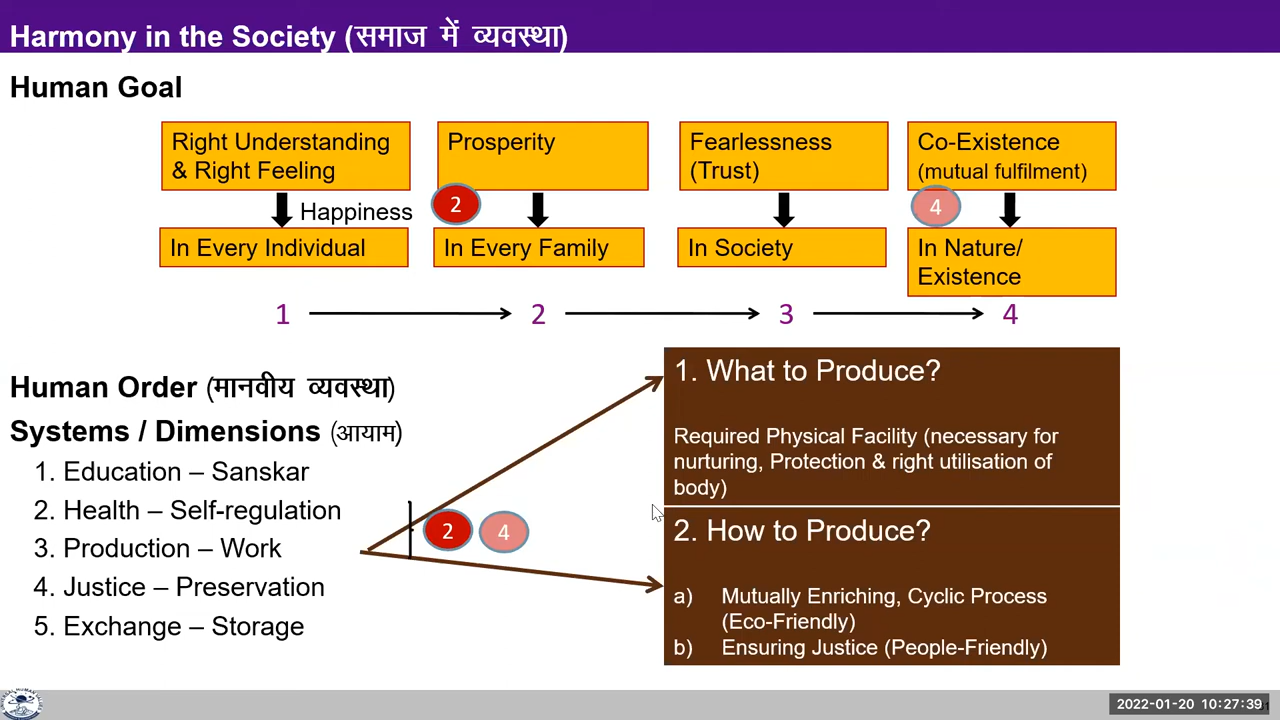 Harmony in the Society (समाज में व्यवस्था)
Human Goal
Right Understanding
& Right Feeling
Prosperity
Fearlessness
(Trust)
Co-Existence
(mutual fulfilment)
Happiness
2
4
In Every Individual
In Every Family
In Society
In Nature/
Existence
1
2
3
4
Human Order (मानवीय व्यवस्था)
Systems / Dimensions (आयाम)
1. Education – Sanskar
2. Health – Self-regulation
3. Production – Work
4. Justice – Preservation
5. Exchange – Storage
2
4
1. What to Produce?
Required Physical Facility (necessary for
nurturing, Protection & right utilisation of
body)
2. How to Produce?
a) Mutually Enriching, Cyclic Process
(Eco-Friendly)
b) Ensuring Justice (People-Friendly)
2022-01-20 10:27:39